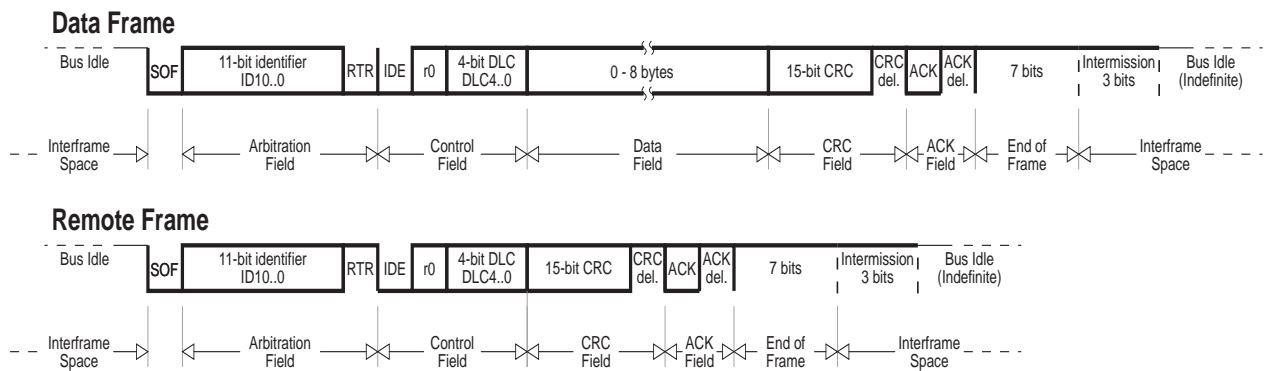 Data Frame
Bus Idle
SOF
11-bit identifier
ID10..0
RTR
IDE
r0
4-bit DLC
DLC4..0
0 - 8 bytes
15-bit CRC
CRC
del.
ACK
ACK
del.
7 bits
Intermission
3 bits
Bus Idle
(Indefinite)
Interframe
Space
Arbitration
Field
Control
Field
Data
Field
CRC
Field
ACK
Field
End of
Frame
Interframe
Space
Remote Frame
Bus Idle
SOF
11-bit identifier
ID10..0
RTR
IDE
r0
4-bit DLC
DLC4..0
15-bit CRC
CRC
del.
ACK
ACK
del.
7 bits
Intermission
3 bits
Bus Idle
(Indefinite)
Interframe
Space
Arbitration
Field
Control
Field
CRC
Field
ACK
Field
End of
Frame
Interframe
Space